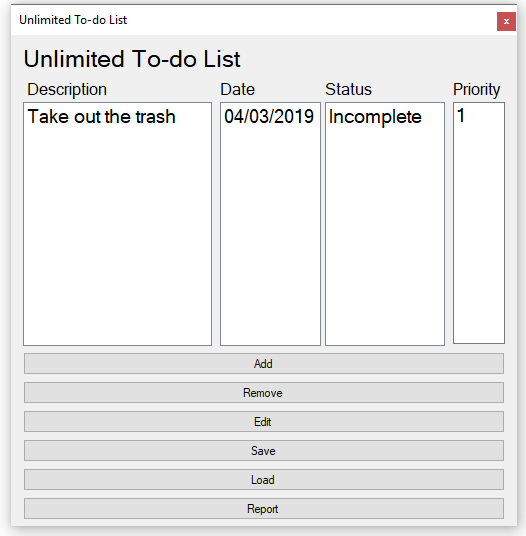 Unlimited To-do List
x
Unlimited To-do List
Description Date Status Priority
Take out the trash 04/03/2019 Incomplete 1
Add
Remove
Edit
Save
Load
Report